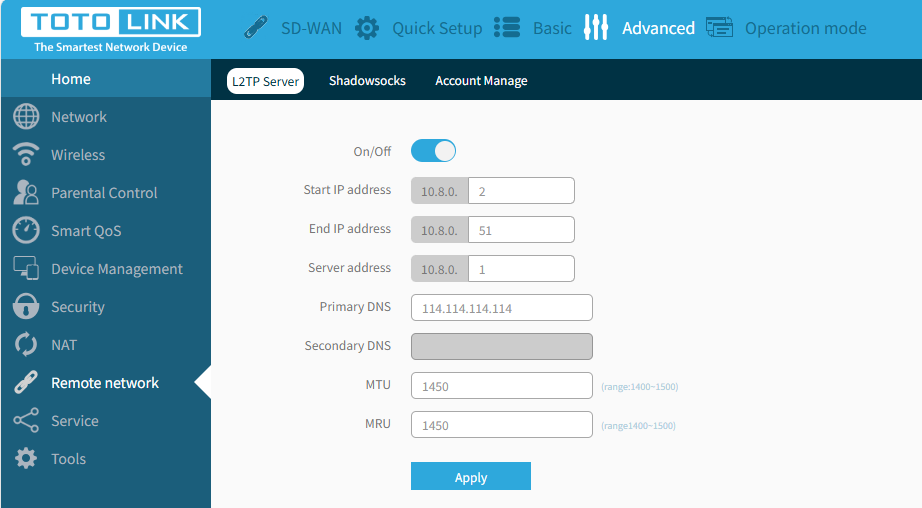 TOTO LINK
The Smartest Network Device
SD-WAN Quick Setup Basic Advanced Operation mode
Home
L2TP Server Shadowsocks Account Manage
Network
Wireless
Parental Control
Smart QoS
Device Management
Security
NAT
Remote network
Service
Tools
On/Off
Start IP address 10.8.0. 2
End IP address 10.8.0. 51
Server address 10.8.0. 1
Primary DNS 114.114.114.114
Secondary DNS
MTU 1450 (range:1400~1500)
MRU 1450 (range1400~1500)
Apply